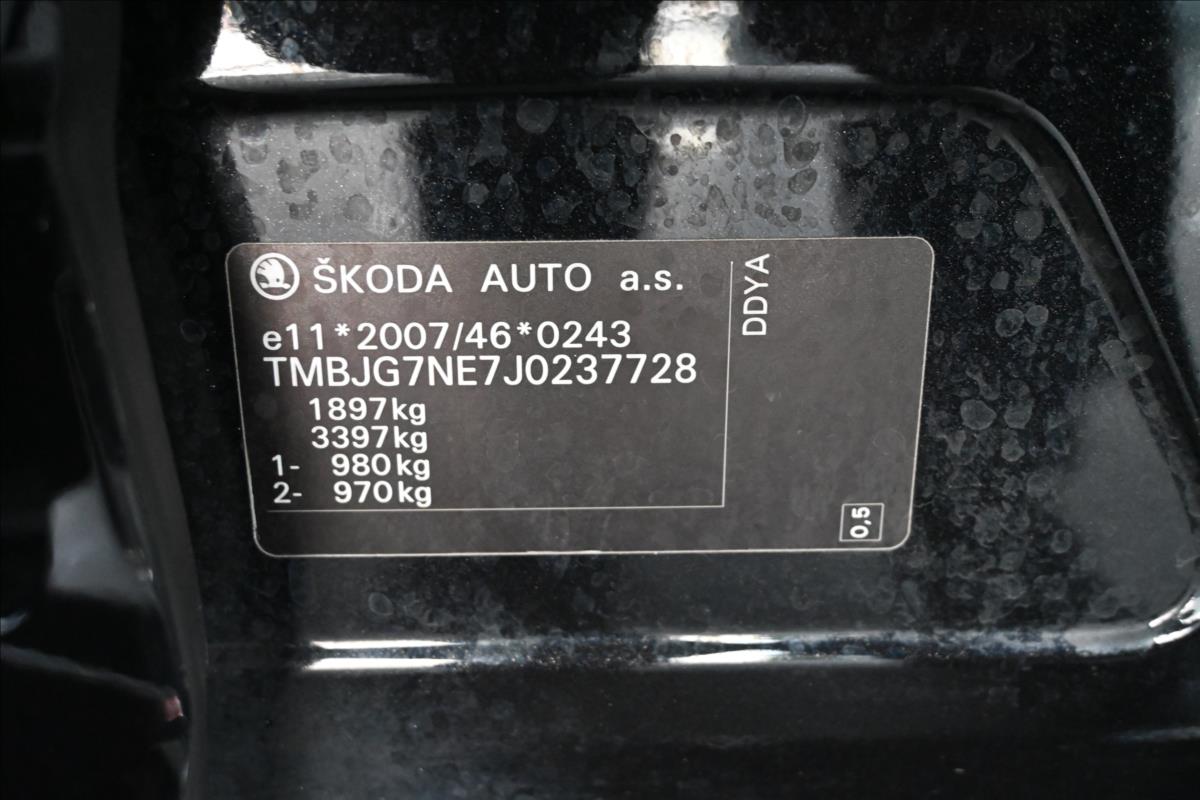 ŠKODA AUTO a.s.
e11*2007/46*0243
TMBJG7NE7J0237728
1897kg
3397kg
1- 980kg
2- 970kg
DDYA
0,5